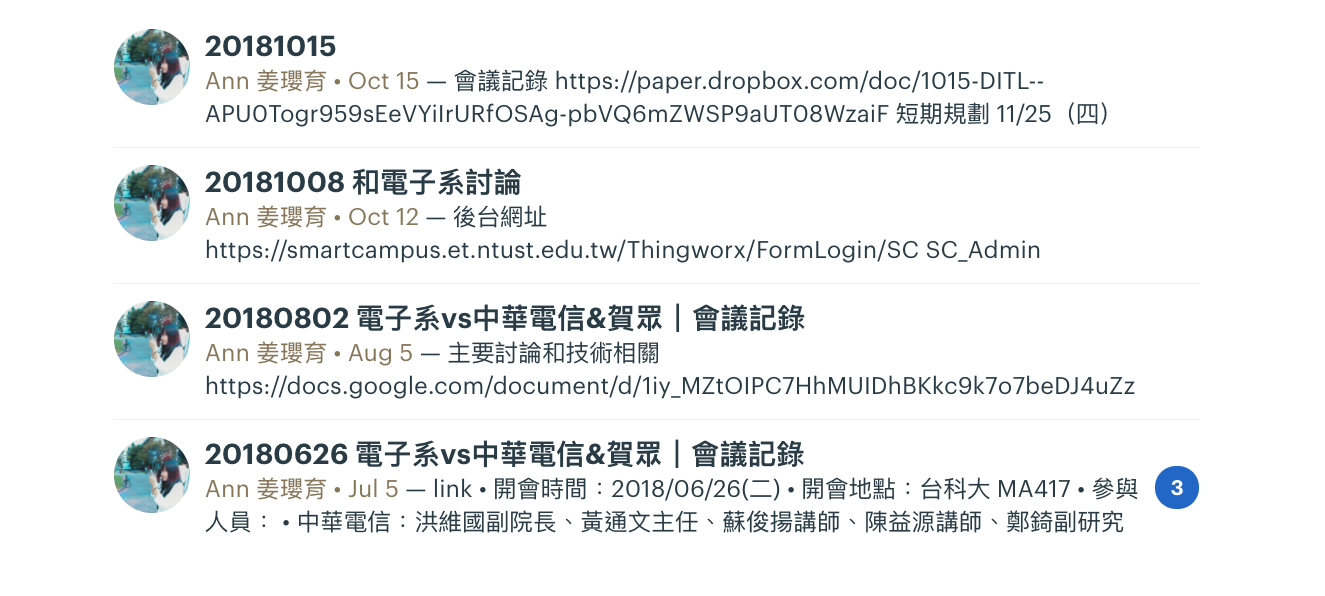 20181015
Ann 姜瓔育 • Oct 15 — 會議記錄 https://paper.dropbox.com/doc/1015-DITL--
APU0Togr959sEeVYiIrURfOSAg-pbVQ6mZWSP9aUT08WzaiF 短期規劃 11/25（四）
20181008 和電子系討論
Ann 姜瓔育 • Oct 12 — 後台網址
https://smartcampus.et.ntust.edu.tw/Thingworx/FormLogin/SC SC_Admin
20180802 電子系vs中華電信&賀眾｜會議記錄
Ann 姜瓔育 • Aug 5 — 主要討論和技術相關
https://docs.google.com/document/d/1iy_MZtOIPC7HhMUIDhBKkc9k7o7beDJ4uZz
20180626 電子系vs中華電信&賀眾｜會議記錄
Ann 姜瓔育 • Jul 5 — link • 開會時間：2018/06/26(二) • 開會地點：台科大 MA417 • 參與
人員： • 中華電信：洪維國副院長、黃通文主任、蘇俊揚講師、陳益源講師、鄭錡副研究
3